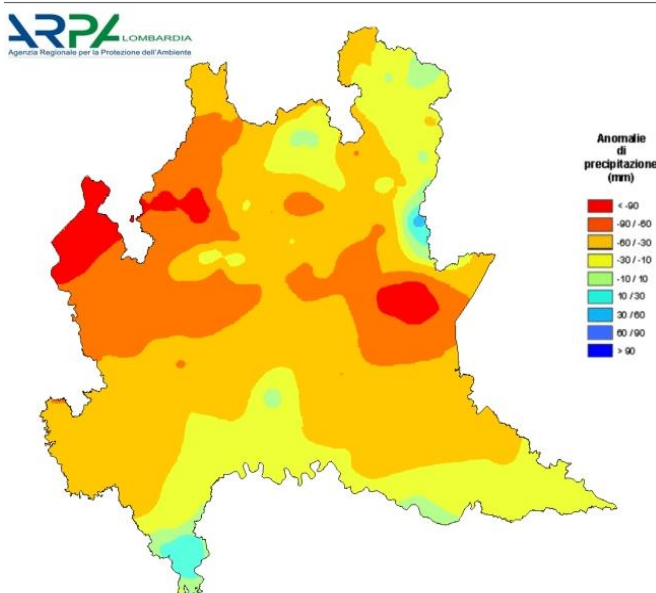 ARPA LOMBARDIA
Agenzia Regionale per la Protezione dell'Ambiente
Anomalie
di
precipitazione
(mm)
< -90
-90 / -60
-60 / -30
-30 / -10
-10 / 10
10 / 30
30 / 60
60 / 90
> 90